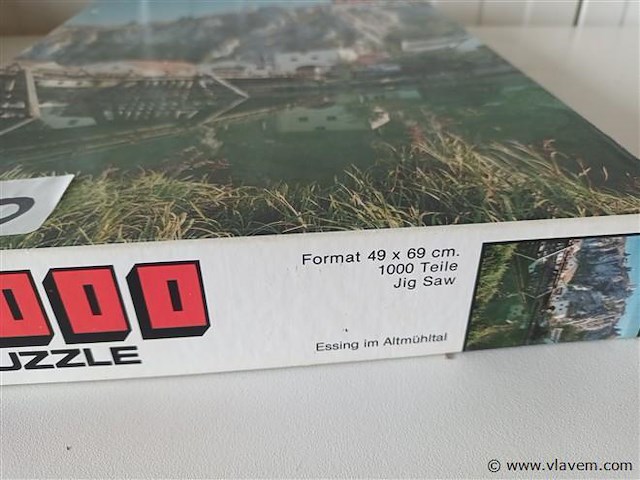 Format 49 x 69 cm.
1000 Teile
Jig Saw
000
UZZLE
Essing im Altmühltal
© www.vlavem.com